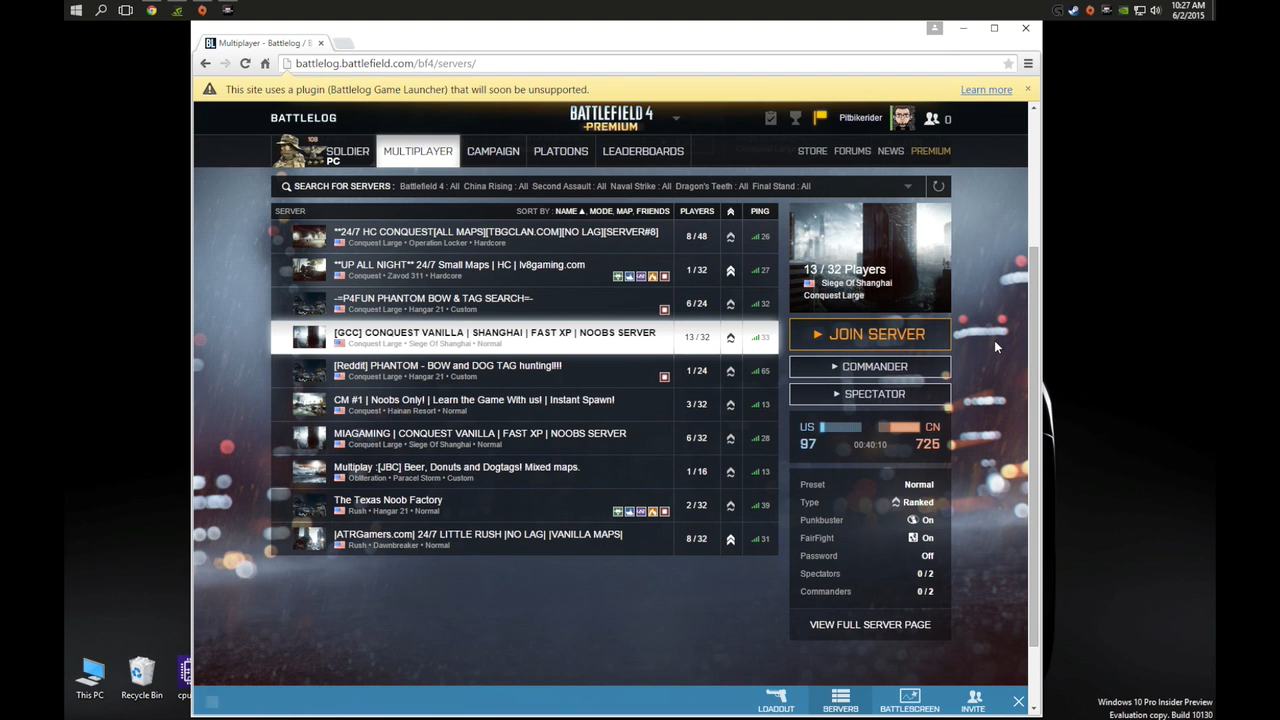 10:27 AM
6/2/2015
BL Multiplayer - Battlelog / B
battlelog.battlefield.com/bf4/servers/
This site uses a plugin (Battlelog Game Launcher) that will soon be unsupported.
Learn more
BATTLELOG
BATTLEFIELD 4
PREMIUM
Pitbikerider
0
108
SOLDIER
PC
MULTIPLAYER
CAMPAIGN
PLATOONS
LEADERBOARDS
STORE
FORUMS
NEWS
PREMIUM
SEARCH FOR SERVERS : Battlefield 4 : All China Rising : All Second Assault : All Naval Strike : All Dragon's Teeth : All Final Stand : All
SERVER SORT BY : NAME ▲, MODE, MAP, FRIENDS PLAYERS PING
**24/7 HC CONQUEST[ALL MAPS][TBGCLAN.COM][NO LAG][SERVER#8] 8 / 48 26
Conquest Large • Operation Locker • Hardcore
**UP ALL NIGHT** 24/7 Small Maps | HC | lv8gaming.com 1 / 32 27
Conquest • Zavod 311 • Hardcore
-=P4FUN PHANTOM BOW & TAG SEARCH=- 6 / 24 32
Conquest Large • Hangar 21 • Custom
[GCC] CONQUEST VANILLA | SHANGHAI | FAST XP | NOOBS SERVER 13 / 32 33
Conquest Large • Siege Of Shanghai • Normal
[Reddit] PHANTOM - BOW and DOG TAG hunting!!!! 1 / 24 65
Conquest Large • Hangar 21 • Custom
CM #1 | Noobs Only! | Learn the Game With us! | Instant Spawn! 3 / 32 13
Conquest • Hainan Resort • Normal
MIAGAMING | CONQUEST VANILLA | FAST XP | NOOBS SERVER 6 / 32 28
Conquest Large • Siege Of Shanghai • Normal
Multiplay :[JBC] Beer, Donuts and Dogtags! Mixed maps. 1 / 16 13
Obliteration • Paracel Storm • Custom
The Texas Noob Factory 2 / 32 39
Rush • Hangar 21 • Normal
|ATRGamers.com| 24/7 LITTLE RUSH |NO LAG| |VANILLA MAPS| 8 / 32 31
Rush • Dawnbreaker • Normal
13 / 32 Players
Siege Of Shanghai
Conquest Large
JOIN SERVER
COMMANDER
SPECTATOR
US CN
97 00:40:10 725
Preset Normal
Type Ranked
Punkbuster On
FairFight On
Password Off
Spectators 0 / 2
Commanders 0 / 2
VIEW FULL SERVER PAGE
LOADOUT
SERVERS
BATTLESCREEN
INVITE
This PC
Recycle Bin
cpu
Windows 10 Pro Insider Preview
Evaluation copy. Build 10130